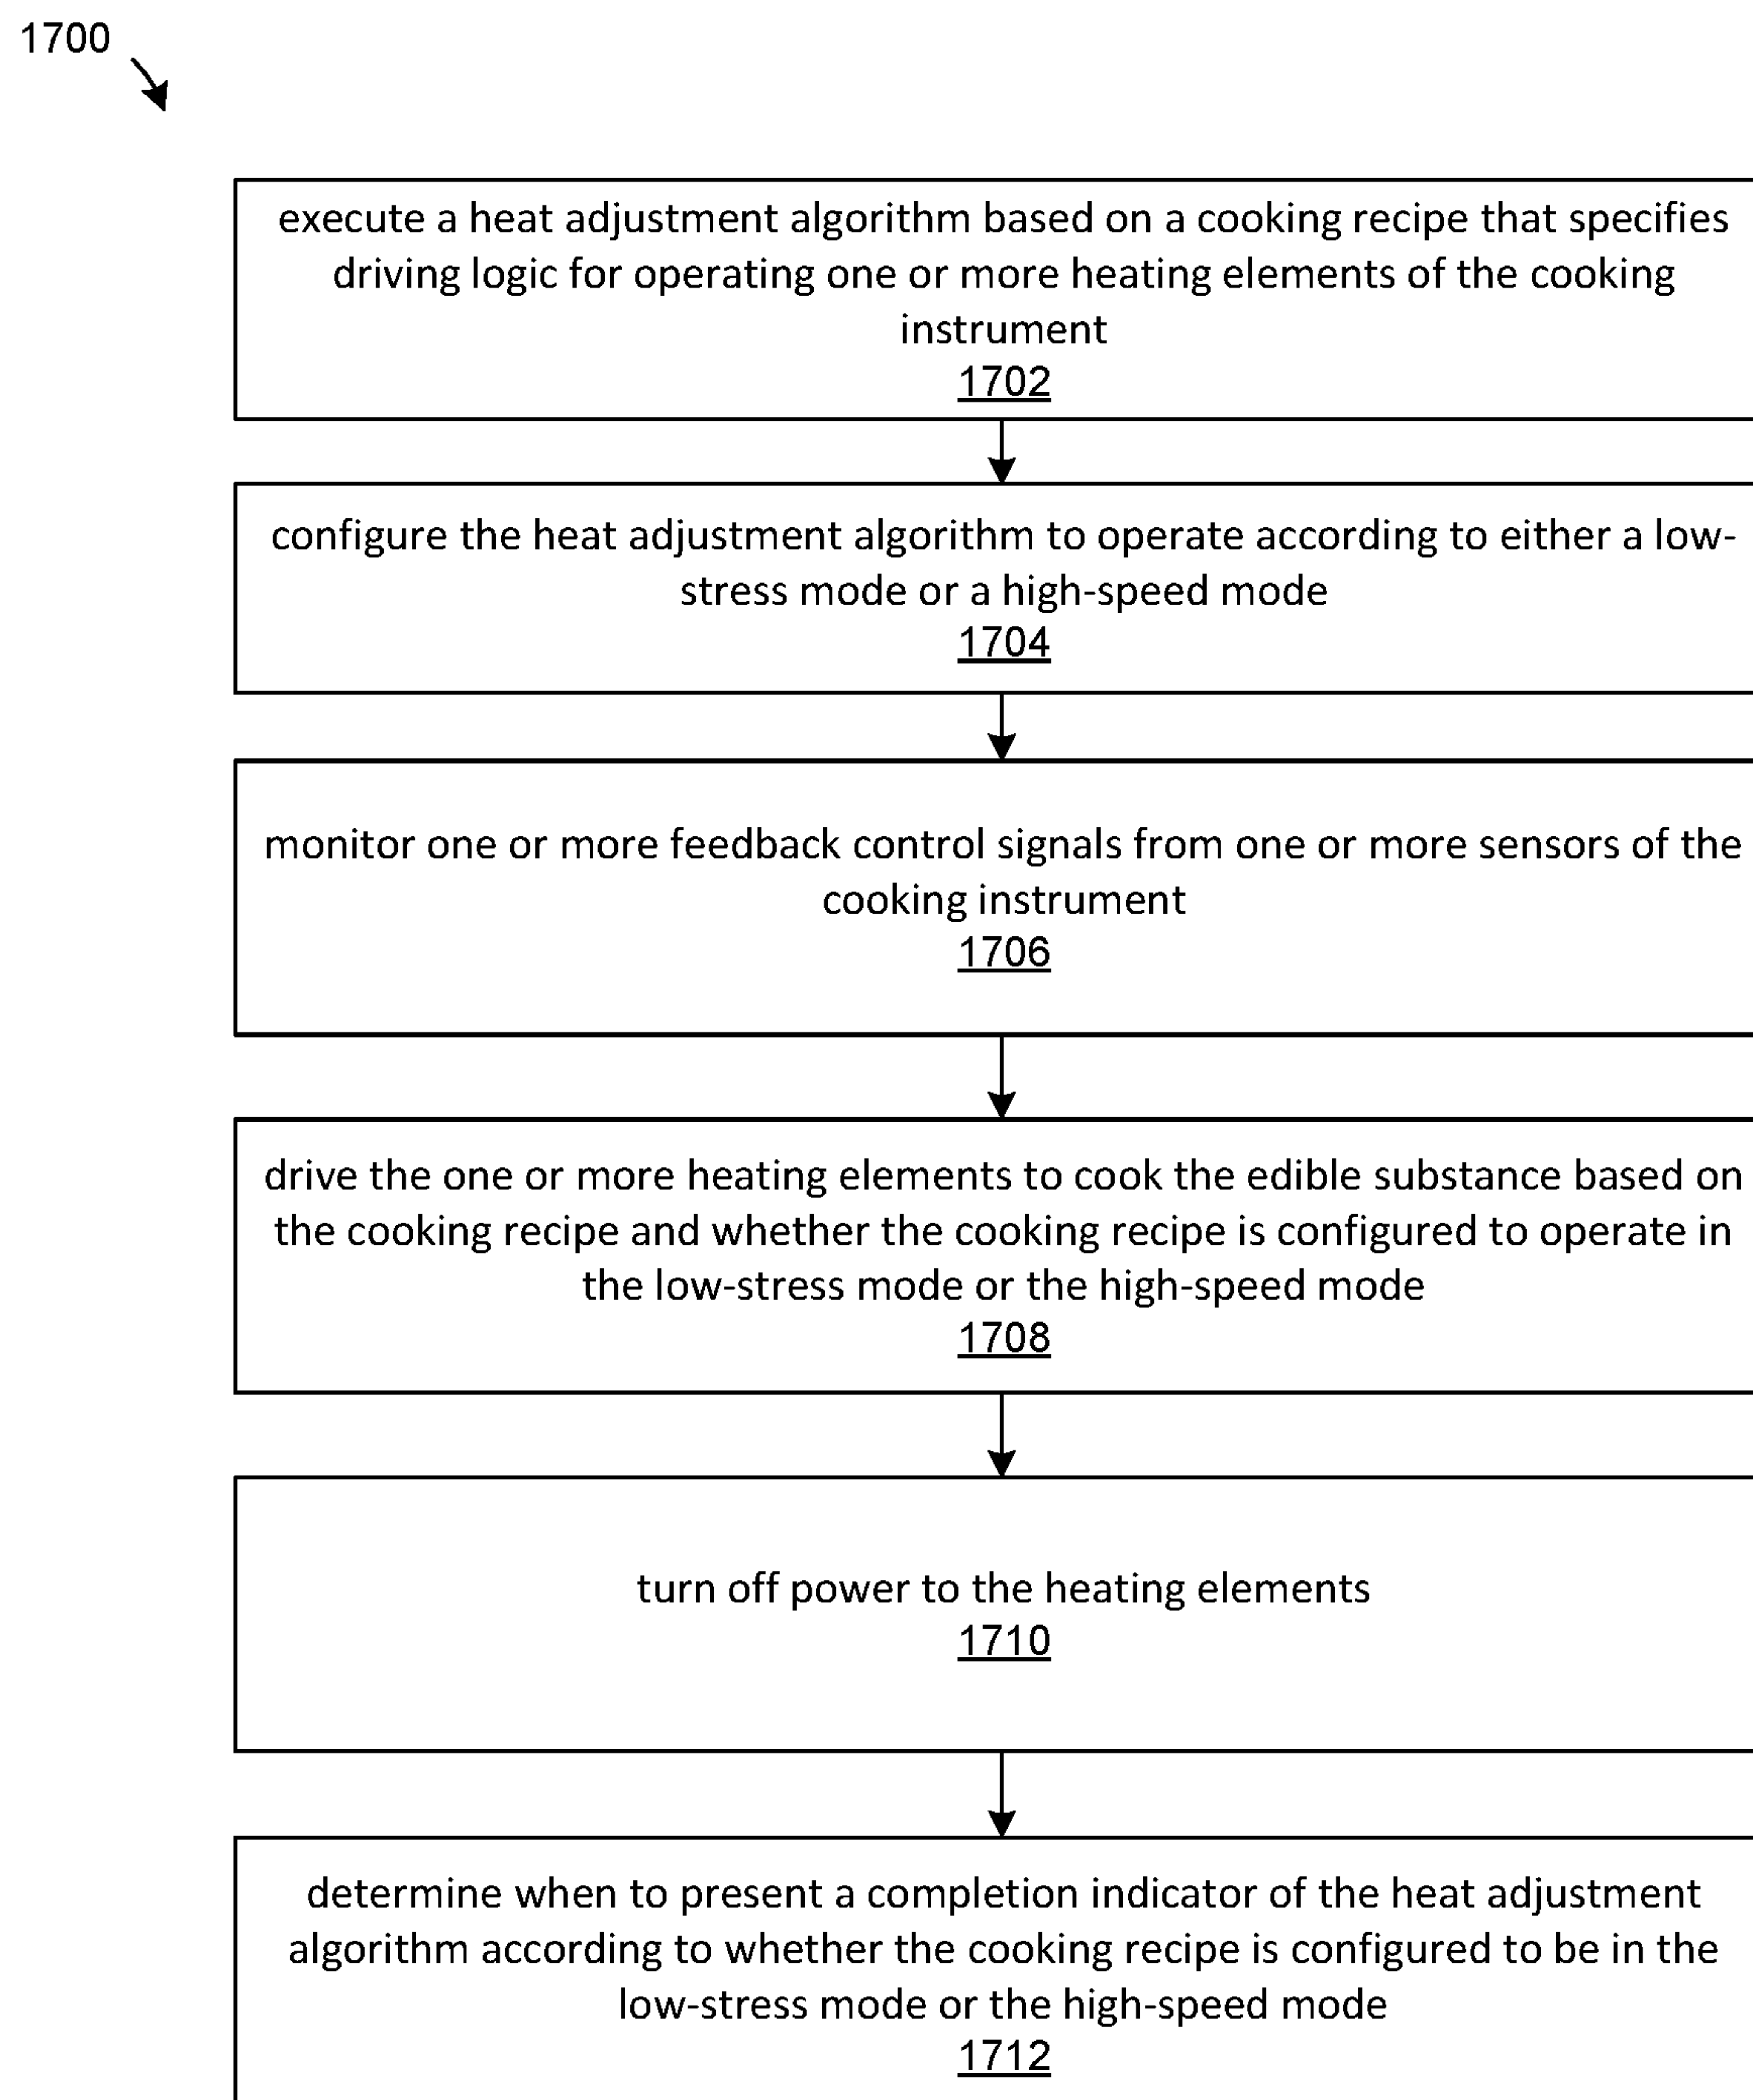 1700
execute a heat adjustment algorithm based on a cooking recipe that specifies
driving logic for operating one or more heating elements of the cooking
instrument
1702
configure the heat adjustment algorithm to operate according to either a low-
stress mode or a high-speed mode
1704
monitor one or more feedback control signals from one or more sensors of the
cooking instrument
1706
drive the one or more heating elements to cook the edible substance based on
the cooking recipe and whether the cooking recipe is configured to operate in
the low-stress mode or the high-speed mode
1708
turn off power to the heating elements
1710
determine when to present a completion indicator of the heat adjustment
algorithm according to whether the cooking recipe is configured to be in the
low-stress mode or the high-speed mode
1712